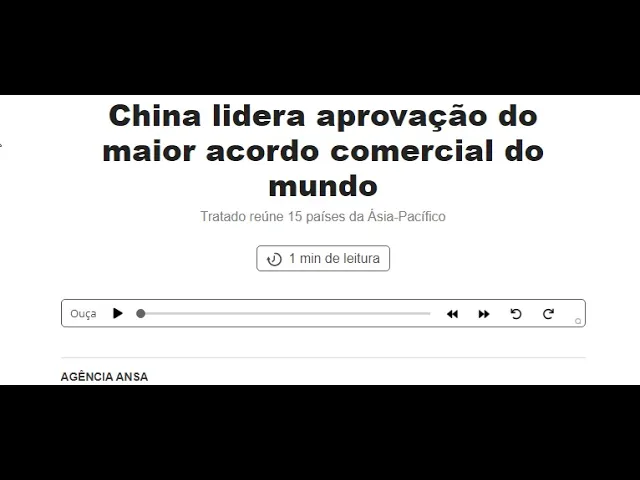 China lidera aprovação do
maior acordo comercial do
mundo
Tratado reúne 15 países da Ásia-Pacífico
1 min de leitura
Ouça
AGÊNCIA ANSA